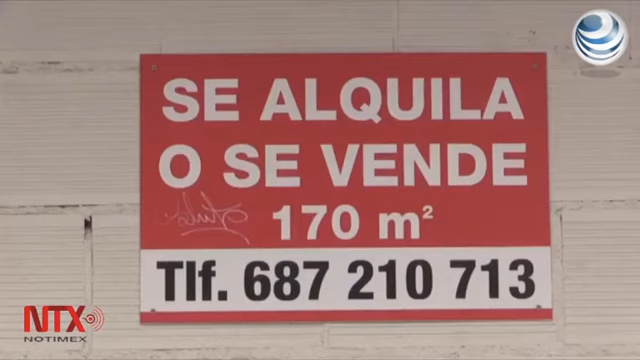 SE ALQUILA
O SE VENDE
170 m²
Tlf. 687 210 713
NTX
NOTIMEX